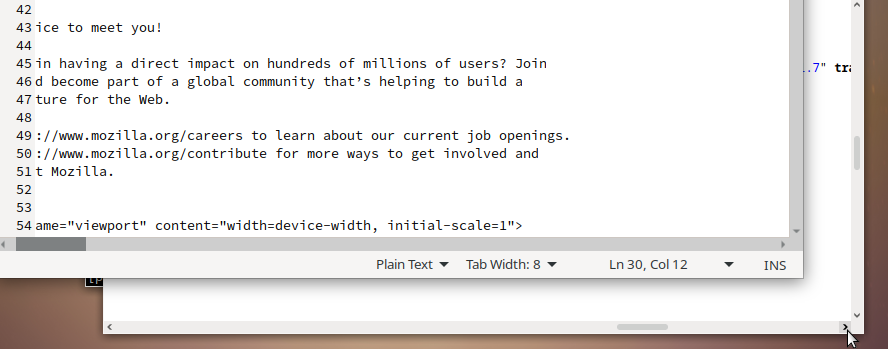 42
43 ice to meet you!
44
45 in having a direct impact on hundreds of millions of users? Join
46 d become part of a global community that’s helping to build a
47 ture for the Web.
48
49 ://www.mozilla.org/careers to learn about our current job openings.
50 ://www.mozilla.org/contribute for more ways to get involved and
51 t Mozilla.
52
53
54 ame="viewport" content="width=device-width, initial-scale=1">
.7" tra
Plain Text Tab Width: 8 Ln 30, Col 12 INS